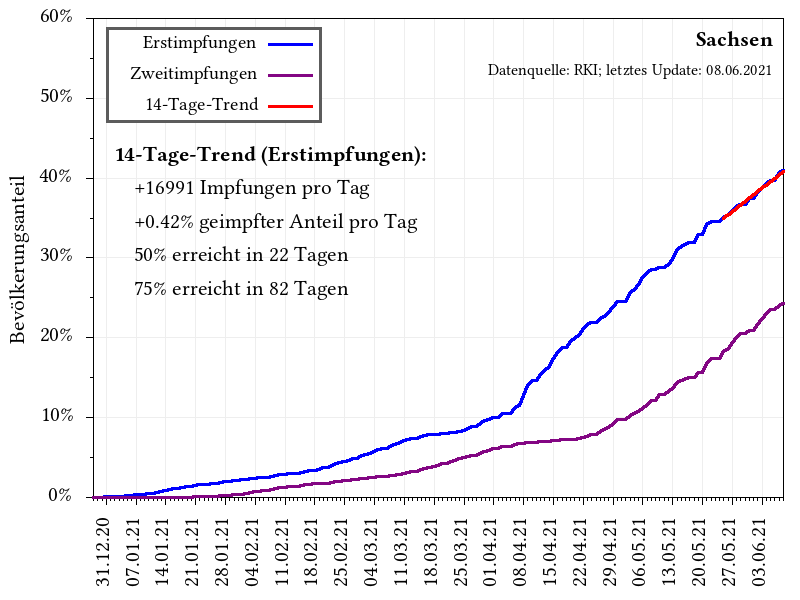 60%
50%
40%
30%
20%
10%
0%
Bevölkerungsanteil
Erstimpfungen
Zweitimpfungen
14-Tage-Trend
Sachsen
Datenquelle: RKI; letztes Update: 08.06.2021
14-Tage-Trend (Erstimpfungen):
+16991 Impfungen pro Tag
+0.42% geimpfter Anteil pro Tag
50% erreicht in 22 Tagen
75% erreicht in 82 Tagen
31.12.20
07.01.21
14.01.21
21.01.21
28.01.21
04.02.21
11.02.21
18.02.21
25.02.21
04.03.21
11.03.21
18.03.21
25.03.21
01.04.21
08.04.21
15.04.21
22.04.21
29.04.21
06.05.21
13.05.21
20.05.21
27.05.21
03.06.21